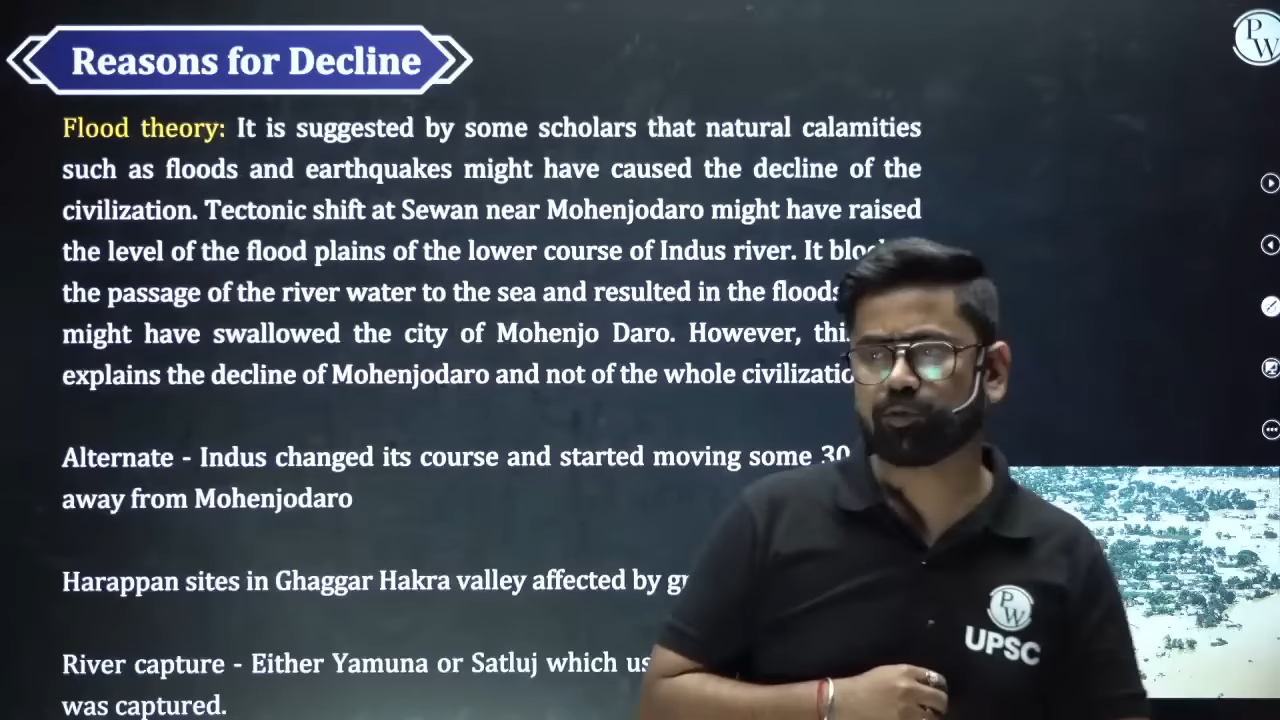 Reasons for Decline
PW
Flood theory: It is suggested by some scholars that natural calamities
such as floods and earthquakes might have caused the decline of the
civilization. Tectonic shift at Sewan near Mohenjodaro might have raised
the level of the flood plains of the lower course of Indus river. It
the passage of the river water to the sea and resulted in the floods
might have swallowed the city of Mohenjo Daro. However,
explains the decline of Mohenjodaro and not of the whole
Alternate - Indus changed its course and started moving some 30
away from Mohenjodaro
Harappan sites in Ghaggar Hakra valley affected by
River capture - Either Yamuna or Satluj which
was captured.
PW
UPSC